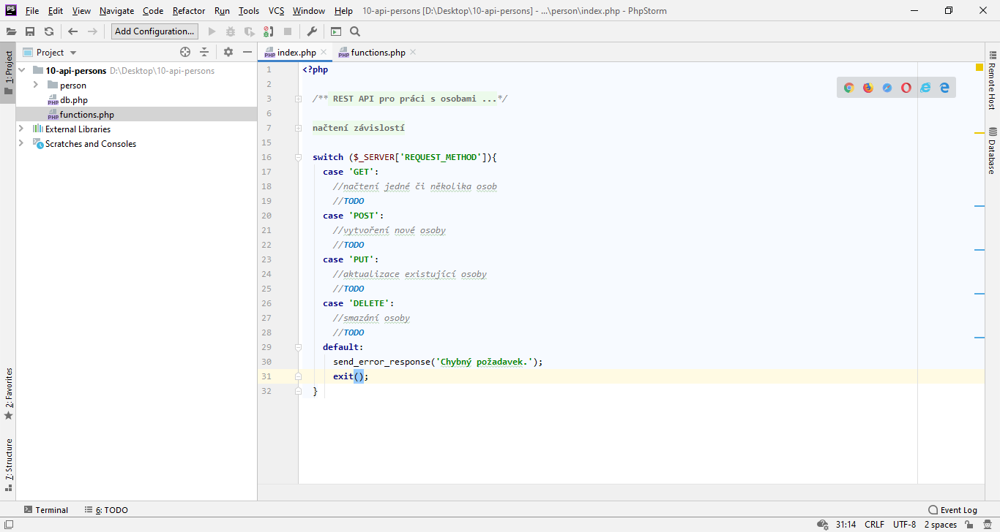 PS File Edit View Navigate Code Refactor Run Tools VCS Window Help 10-api-persons [D:\Desktop\10-api-persons] - ...\person\index.php - PhpStorm
Add Configuration...
1: Project
Project
index.php
functions.php
10-api-persons D:\Desktop\10-api-persons
person
db.php
functions.php
External Libraries
Scratches and Consoles
2: Favorites
7: Structure
1 <?php
2
3 /** REST API pro práci s osobami ...*/
6
7 načtení závislostí
15
16 switch ($_SERVER['REQUEST_METHOD']){
17 case 'GET':
18 //načtení jedné či několika osob
19 //TODO
20 case 'POST':
21 //vytvoření nové osoby
22 //TODO
23 case 'PUT':
24 //aktualizace existující osoby
25 //TODO
26 case 'DELETE':
27 //smazání osoby
28 //TODO
29 default:
30 send_error_response('Chybný požadavek.');
31 exit();
32 }
Remote Host
Database
Terminal 6: TODO Event Log
31:14 CRLF UTF-8 2 spaces